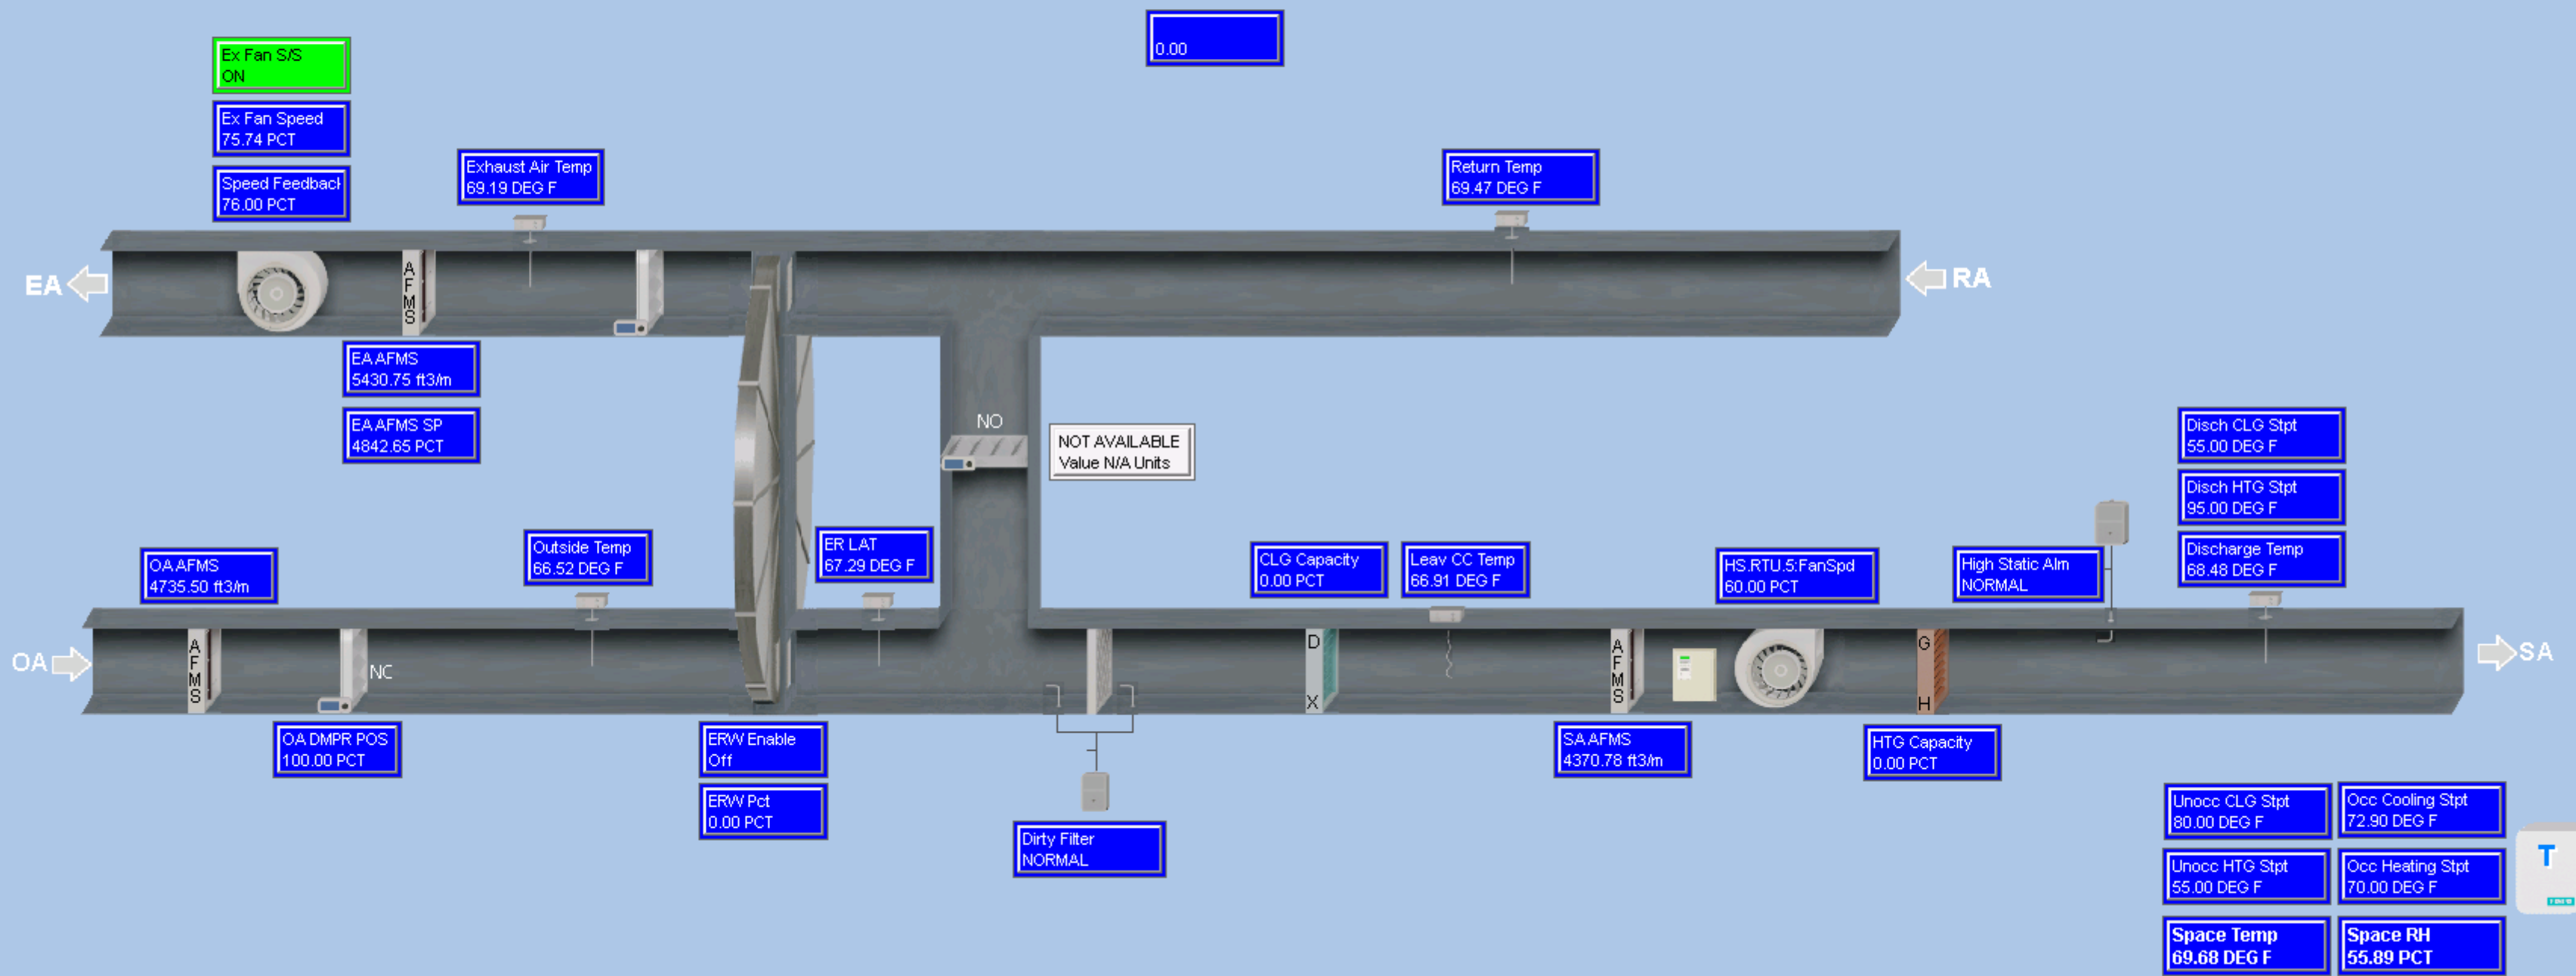 0.00
Ex Fan S/S
ON
Ex Fan Speed
75.74 PCT
Speed Feedback
76.00 PCT
Exhaust Air Temp
69.19 DEG F
Return Temp
69.47 DEG F
EA
AFMS
RA
EA AFMS
5430.75 ft3/m
EA AFMS SP
4842.65 PCT
NO
NOT AVAILABLE
Value N/A Units
Disch CLG Stpt
55.00 DEG F
Disch HTG Stpt
95.00 DEG F
Discharge Temp
68.48 DEG F
OA AFMS
4735.50 ft3/m
Outside Temp
66.52 DEG F
ER LAT
67.29 DEG F
CLG Capacity
0.00 PCT
Leav CC Temp
66.91 DEG F
HS.RTU.5:FanSpd
60.00 PCT
High Static Alm
NORMAL
OA
AFMS
NC
D
X
AFMS
G
H
SA
OA DMPR POS
100.00 PCT
ERW Enable
Off
ERW Pct
0.00 PCT
SA AFMS
4370.78 ft3/m
HTG Capacity
0.00 PCT
Dirty Filter
NORMAL
Unocc CLG Stpt
80.00 DEG F
Occ Cooling Stpt
72.90 DEG F
Unocc HTG Stpt
55.00 DEG F
Occ Heating Stpt
70.00 DEG F
T
Space Temp
69.68 DEG F
Space RH
55.89 PCT